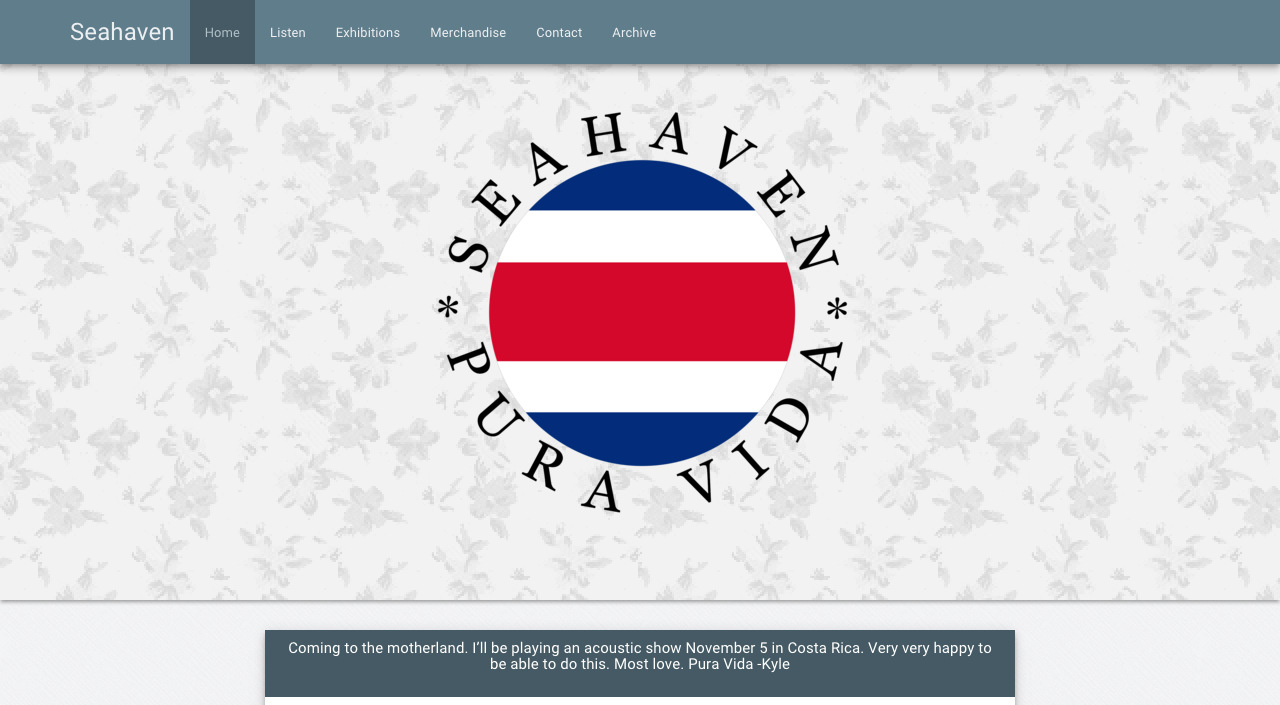 Seahaven Home Listen Exhibitions Merchandise Contact Archive
SEAHAVEN
* *
PURA VIDA
Coming to the motherland. I’ll be playing an acoustic show November 5 in Costa Rica. Very very happy to
be able to do this. Most love. Pura Vida -Kyle